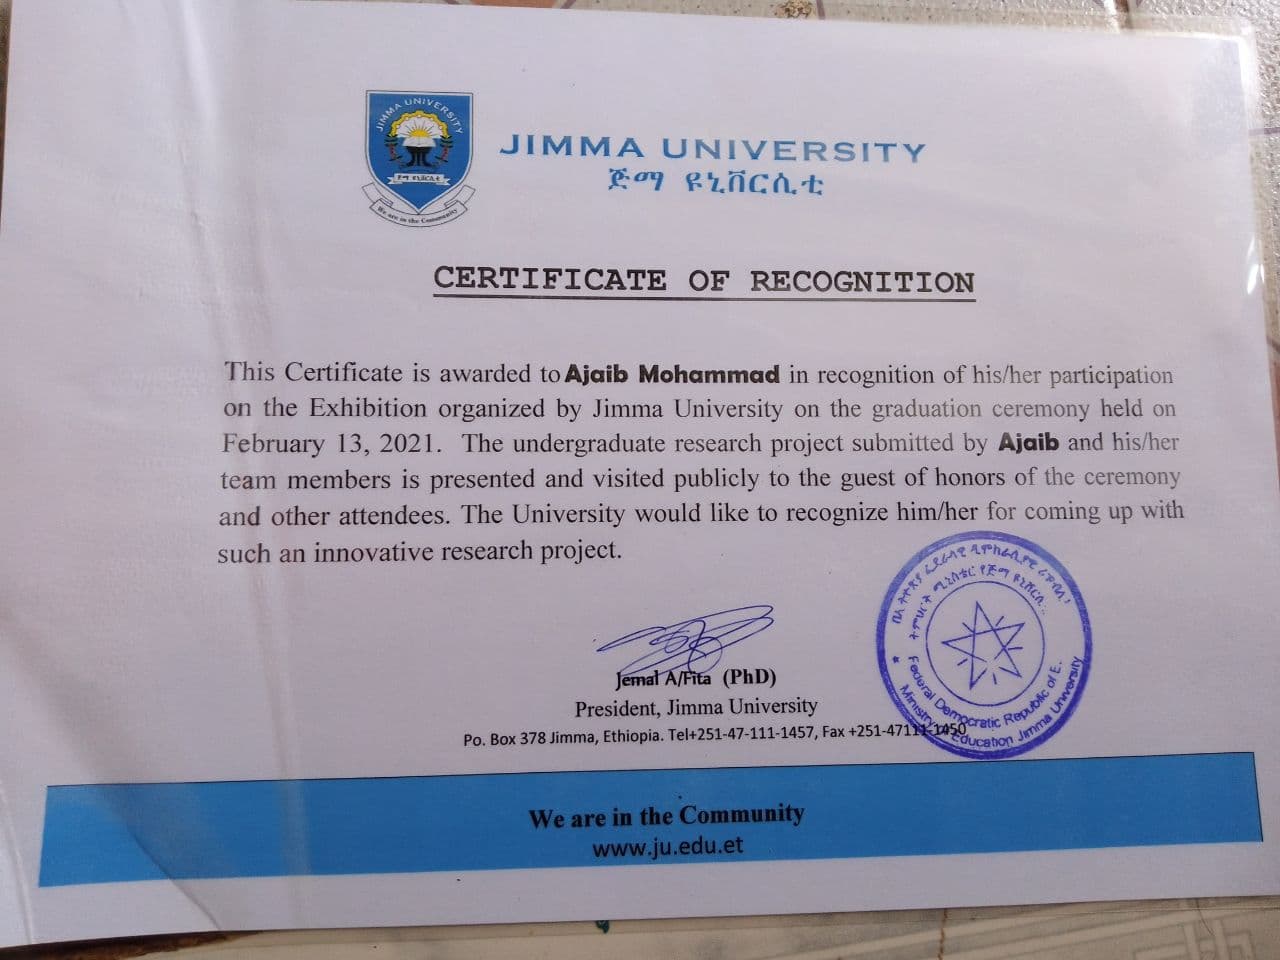 JIMMA UNIVERSITY
ጅማ ዩኒቨርሲቲ
We are in the Community
JIMMA UNIVERSITY
ጅማ ዩኒቨርሲቲ
CERTIFICATE OF RECOGNITION
This Certificate is awarded to Ajaib Mohammad in recognition of his/her participation
on the Exhibition organized by Jimma University on the graduation ceremony held on
February 13, 2021. The undergraduate research project submitted by Ajaib and his/her
team members is presented and visited publicly to the guest of honors of the ceremony
and other attendees. The University would like to recognize him/her for coming up with
such an innovative research project.
Jemal A/Fita (PhD)
President, Jimma University
Po. Box 378 Jimma, Ethiopia. Tel+251-47-111-1457, Fax +251-47111-1450
Federal Democratic Republic of E.
Education Jimma University
We are in the Community
www.ju.edu.et